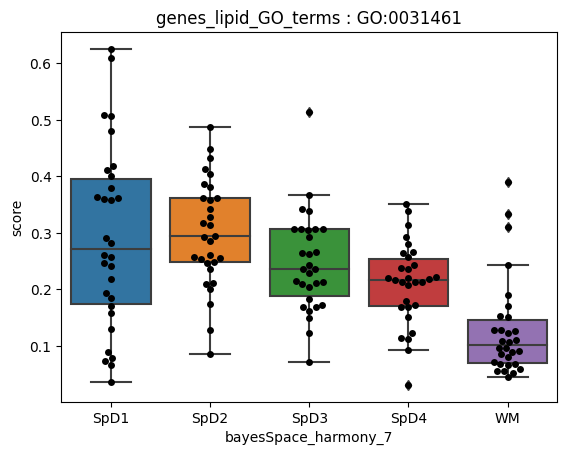 genes_lipid_GO_terms : GO:0031461
0.6
0.5
0.4
0.3
0.2
0.1
score
SpD1 SpD2 SpD3 SpD4 WM
bayesSpace_harmony_7